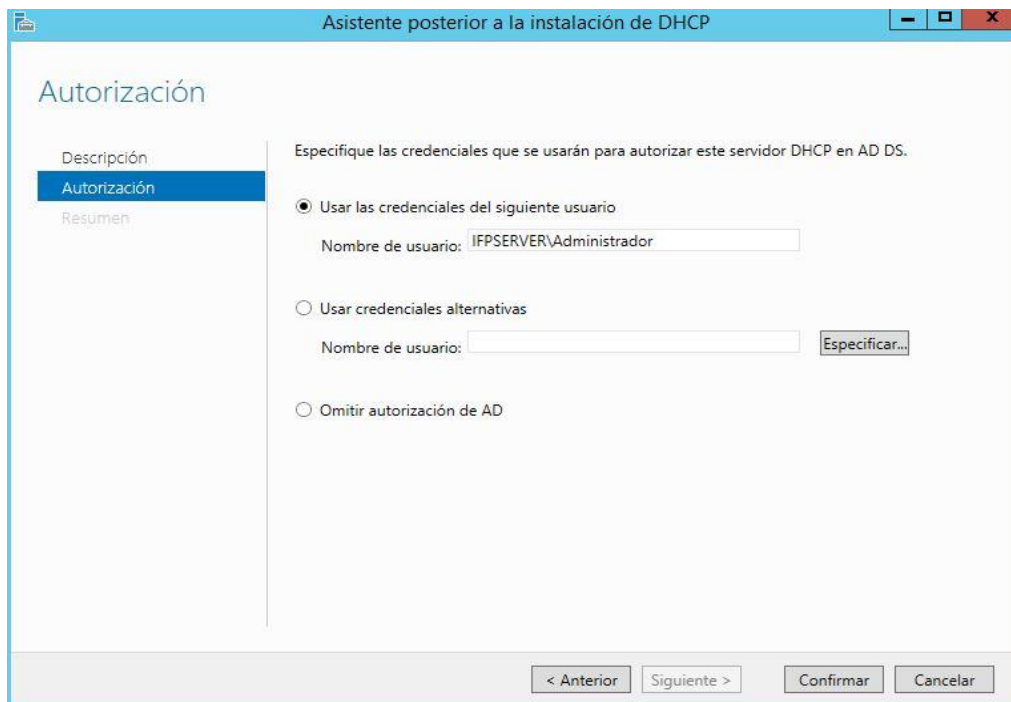 Asistente posterior a la instalación de DHCP
Autorización
Descripción
Autorización
Resumen
Especifique las credenciales que se usarán para autorizar este servidor DHCP en AD DS.
Usar las credenciales del siguiente usuario
Nombre de usuario: IFPSERVER\Administrador
Usar credenciales alternativas
Nombre de usuario: Especificar...
Omitir autorización de AD
< Anterior Siguiente > Confirmar Cancelar